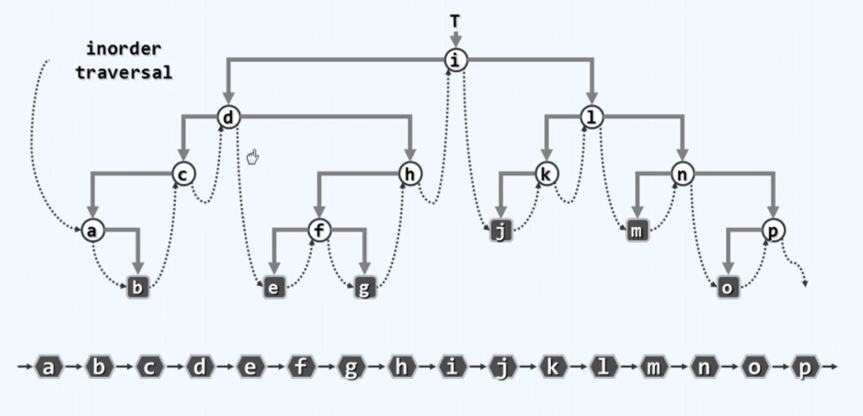 T
inorder
traversal
i
d l
c h k n
a f j m p
b e g o
a b c d e f g h i j k l m n o p